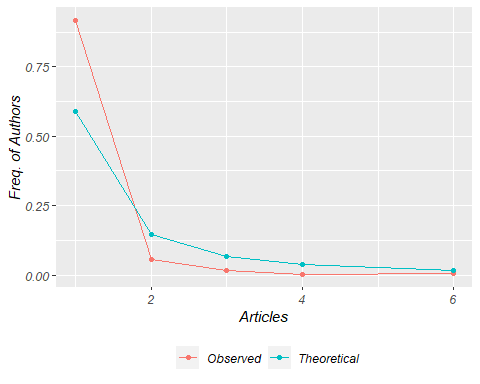 Freq. of Authors
0.75
0.50
0.25
0.00
2 4 6
Articles
Observed Theoretical